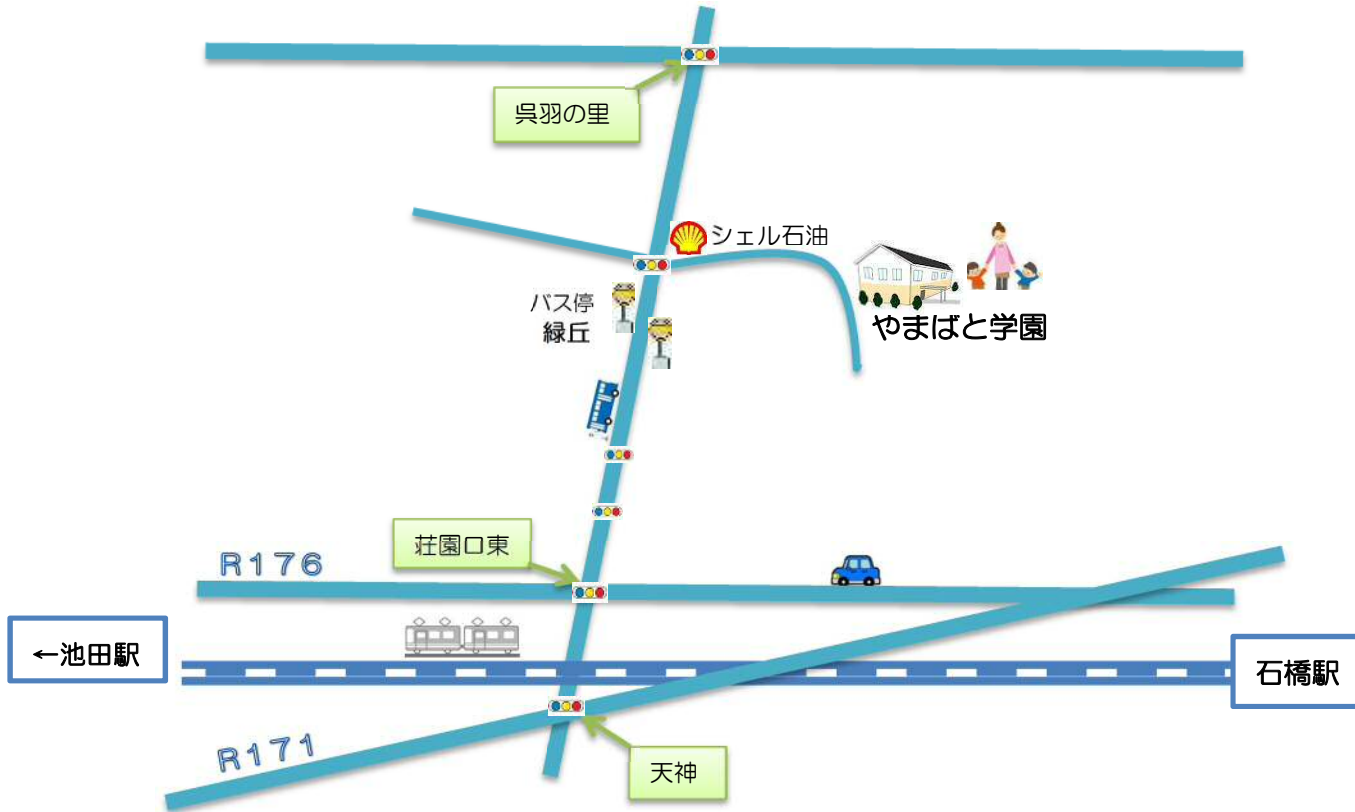 呉羽の里
シェル石油
バス停
緑丘
やまばと学園
荘園口東
R176
←池田駅
石橋駅
R171
天神